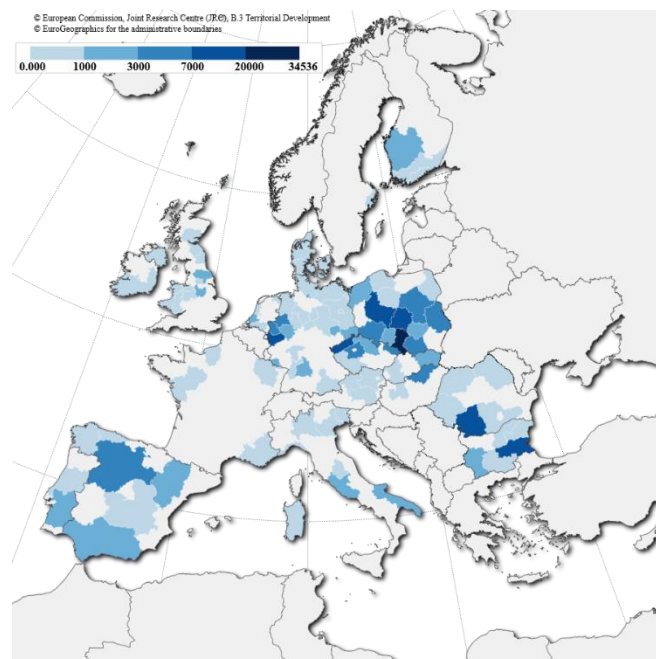 © European Commission, Joint Research Centre (JRC), B.3 Territorial Development
© EuroGeographics for the administrative boundaries
0.000 1000 3000 7000 20000 34536